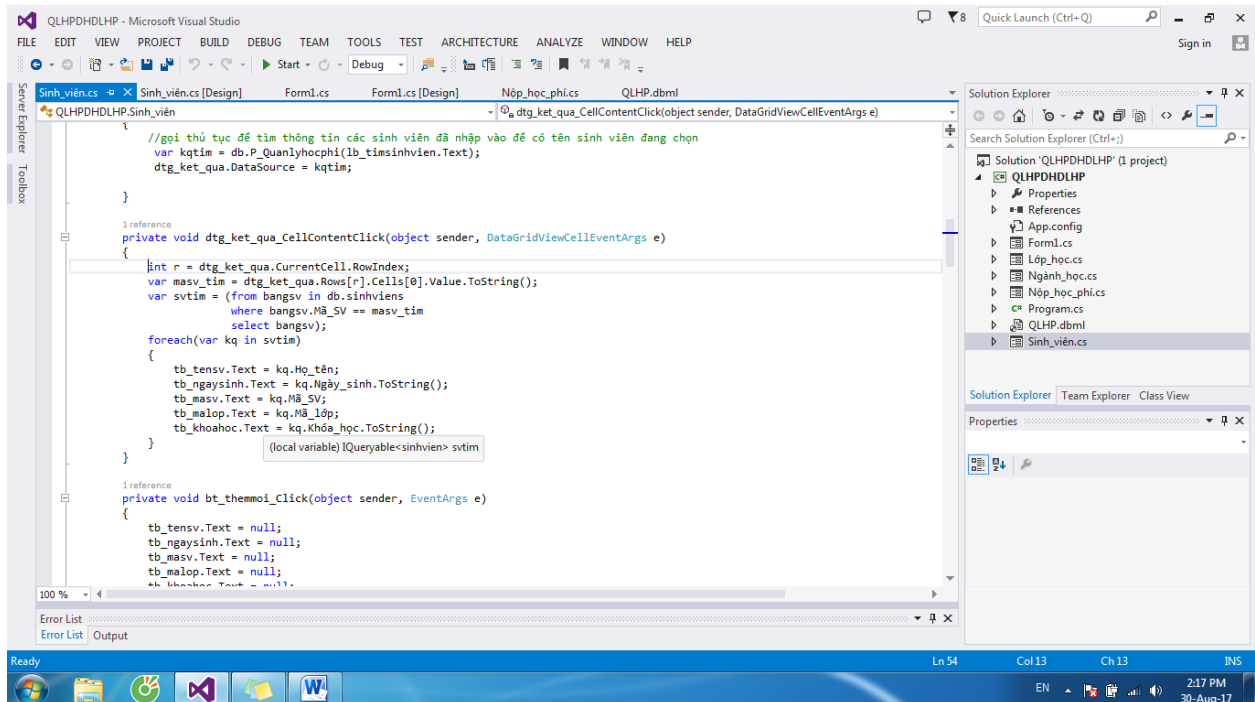 QLHPDHDLHP - Microsoft Visual Studio
8
Quick Launch (Ctrl+Q)
FILE EDIT VIEW PROJECT BUILD DEBUG TEAM TOOLS TEST ARCHITECTURE ANALYZE WINDOW HELP
Sign in
Start
Debug
Server Explorer
Toolbox
Sinh_viên.cs
Sinh_viên.cs [Design]
Form1.cs
Form1.cs [Design]
Nộp_học_phí.cs
QLHP.dbml
QLHPDHDLHP.Sinh_viên
dtg_ket_qua_CellContentClick(object sender, DataGridViewCellEventArgs e)
{
//gọi thủ tục để tìm thông tin các sinh viên đã nhập vào để có tên sinh viên đang chọn
var kqtim = db.P_Quanlyhocphi(lb_timsinhvien.Text);
dtg_ket_qua.DataSource = kqtim;
}
1 reference
private void dtg_ket_qua_CellContentClick(object sender, DataGridViewCellEventArgs e)
{
int r = dtg_ket_qua.CurrentCell.RowIndex;
var masv_tim = dtg_ket_qua.Rows[r].Cells[0].Value.ToString();
var svtim = (from bangsv in db.sinhviens
where bangsv.Mã_SV == masv_tim
select bangsv);
foreach(var kq in svtim)
{
tb_tensv.Text = kq.Họ_tên;
tb_ngaysinh.Text = kq.Ngày_sinh.ToString();
tb_masv.Text = kq.Mã_SV;
tb_malop.Text = kq.Mã_lớp;
tb_khoahoc.Text = kq.Khóa_học.ToString();
}
(local variable) IQueryable<sinhvien> svtim
}
1 reference
private void bt_themmoi_Click(object sender, EventArgs e)
{
tb_tensv.Text = null;
tb_ngaysinh.Text = null;
tb_masv.Text = null;
tb_malop.Text = null;
tb_khoahoc.Text = null;
100 %
Error List
Error List Output
Solution Explorer
Search Solution Explorer (Ctrl+;)
Solution 'QLHPDHDLHP' (1 project)
QLHPDHDLHP
Properties
References
App.config
Form1.cs
Lớp_học.cs
Ngành_học.cs
Nộp_học_phí.cs
Program.cs
QLHP.dbml
Sinh_viên.cs
Solution Explorer Team Explorer Class View
Properties
Ready
Ln 54 Col 13 Ch 13 INS
EN
2:17 PM
30-Aug-17